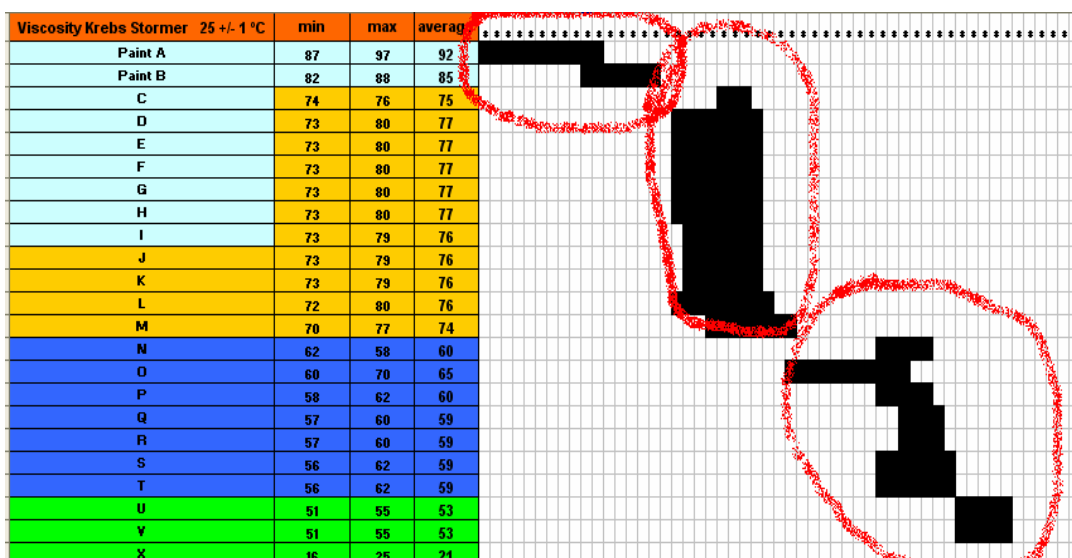 Viscosity Krebs Stormer 25 +/- 1 ºC min max averag
Paint A 87 97 92
Paint B 82 88 85
C 74 76 75
D 73 80 77
E 73 80 77
F 73 80 77
G 73 80 77
H 73 80 77
I 73 79 76
J 73 79 76
K 73 79 76
L 72 80 76
M 70 77 74
N 62 58 60
O 60 70 65
P 58 62 60
Q 57 60 59
R 57 60 59
S 56 62 59
T 56 62 59
U 51 55 53
V 51 55 53
X 16 25 21